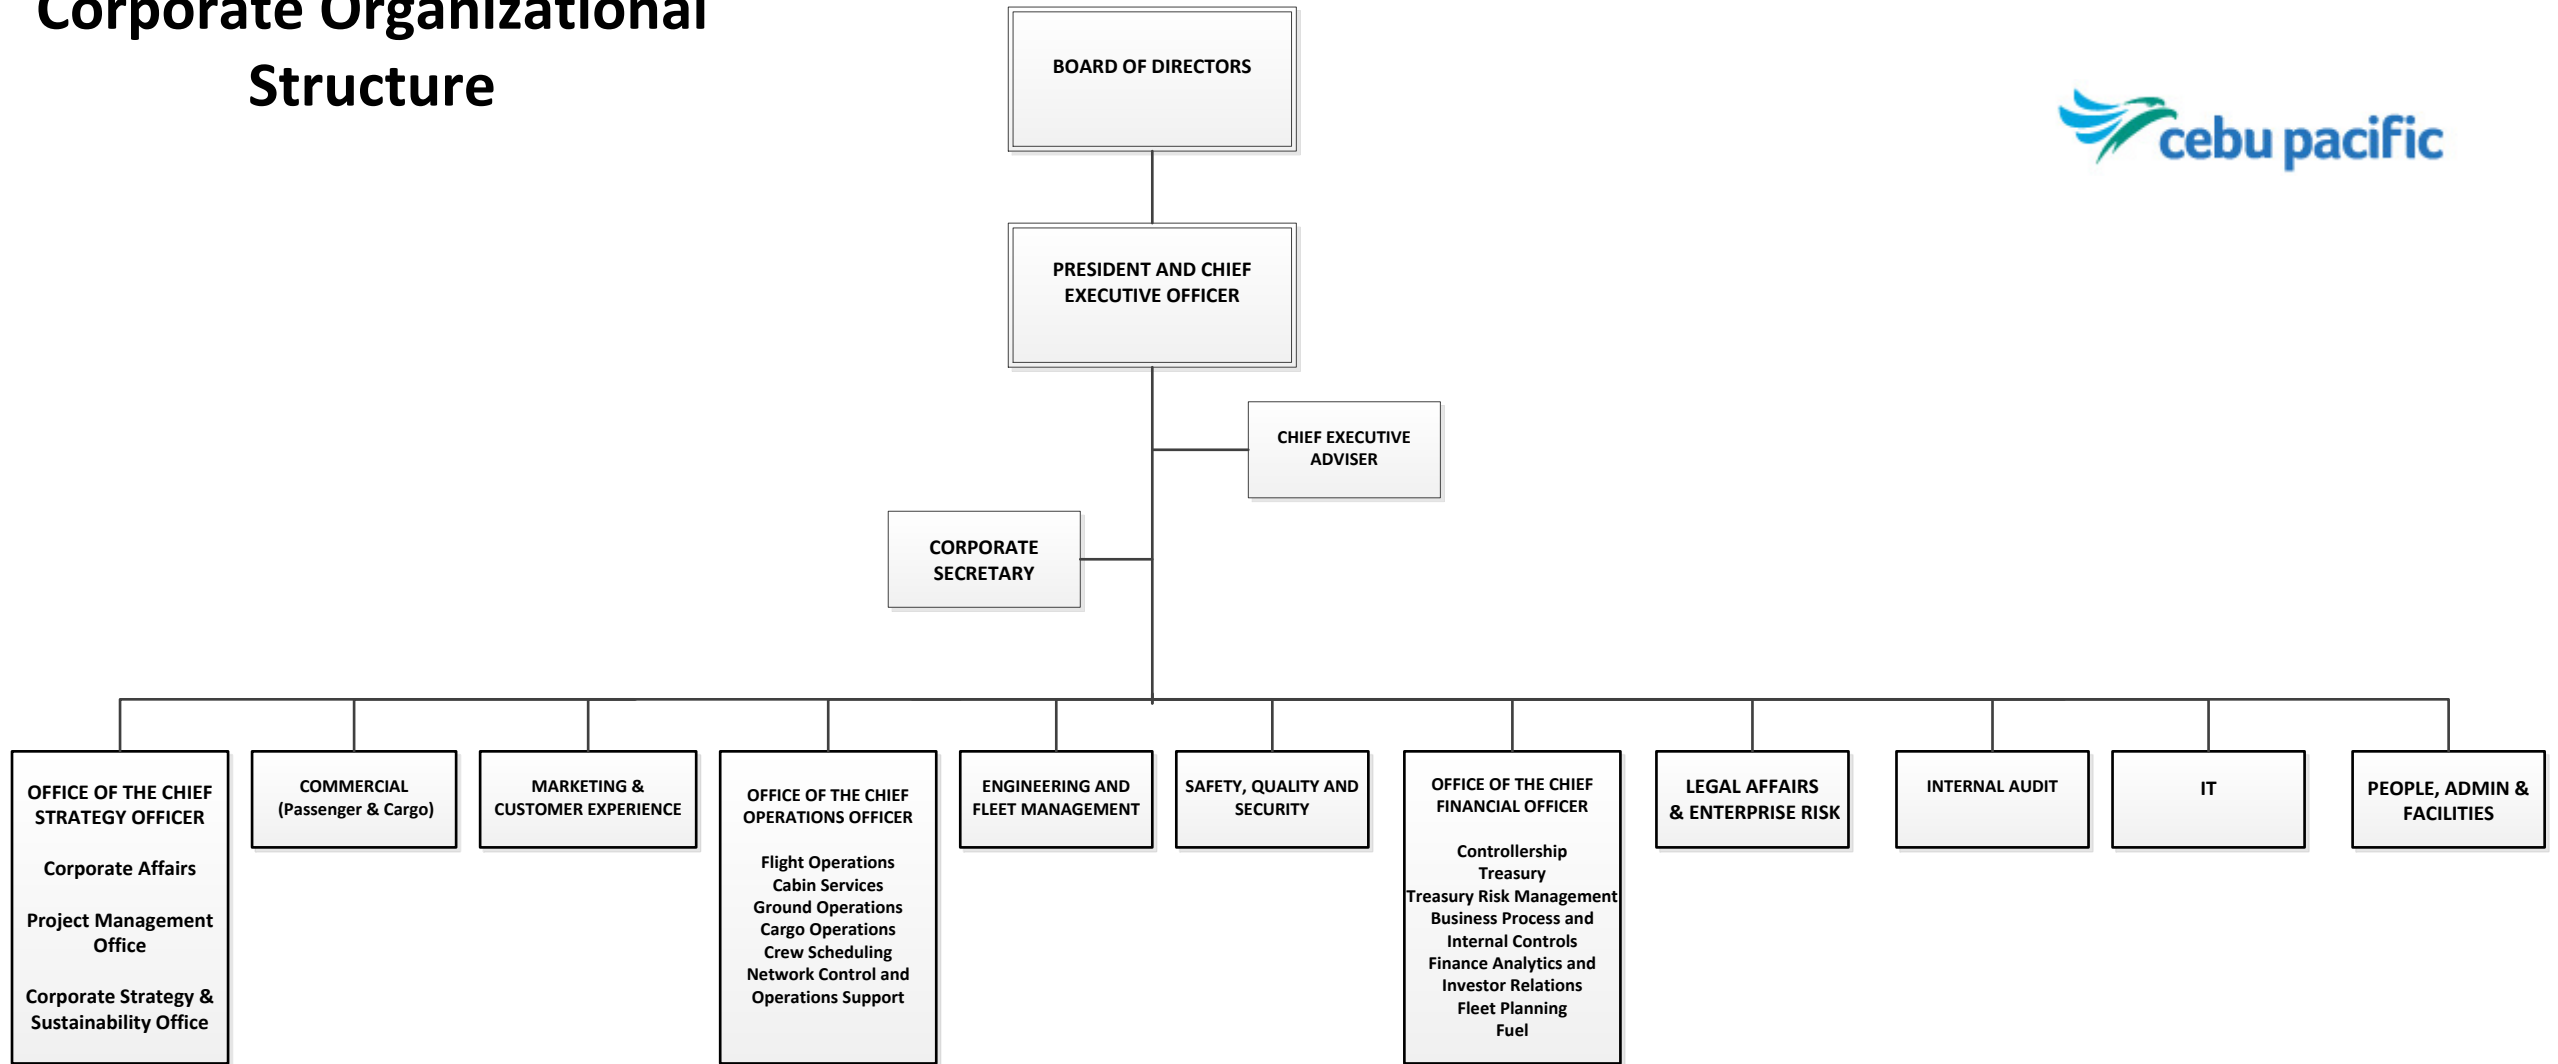 Corporate Organizational
Structure
BOARD OF DIRECTORS
cebu pacific
PRESIDENT AND CHIEF
EXECUTIVE OFFICER
CHIEF EXECUTIVE
ADVISER
CORPORATE
SECRETARY
OFFICE OF THE CHIEF
STRATEGY OFFICER
Corporate Affairs
Project Management
Office
Corporate Strategy &
Sustainability Office
COMMERCIAL
(Passenger & Cargo)
MARKETING &
CUSTOMER EXPERIENCE
OFFICE OF THE CHIEF
OPERATIONS OFFICER
Flight Operations
Cabin Services
Ground Operations
Cargo Operations
Crew Scheduling
Network Control and
Operations Support
ENGINEERING AND
FLEET MANAGEMENT
SAFETY, QUALITY AND
SECURITY
OFFICE OF THE CHIEF
FINANCIAL OFFICER
Controllership
Treasury
Treasury Risk Management
Business Process and
Internal Controls
Finance Analytics and
Investor Relations
Fleet Planning
Fuel
LEGAL AFFAIRS
& ENTERPRISE RISK
INTERNAL AUDIT
IT
PEOPLE, ADMIN &
FACILITIES